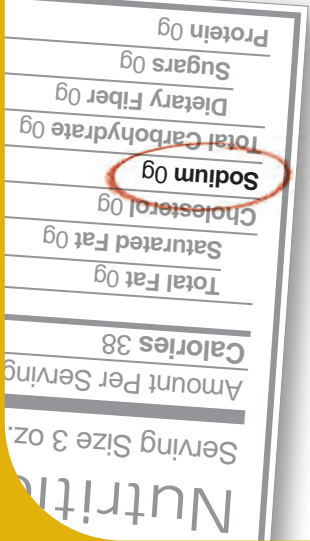 Nutriti
Serving Size 3 oz.
Amount Per Serving
Calories 38
Total Fat 0g
Saturated Fat 0g
Cholesterol 0g
Sodium 0g
Total Carbohydrate 0g
Dietary Fiber 0g
Sugars 0g
Protein 0g